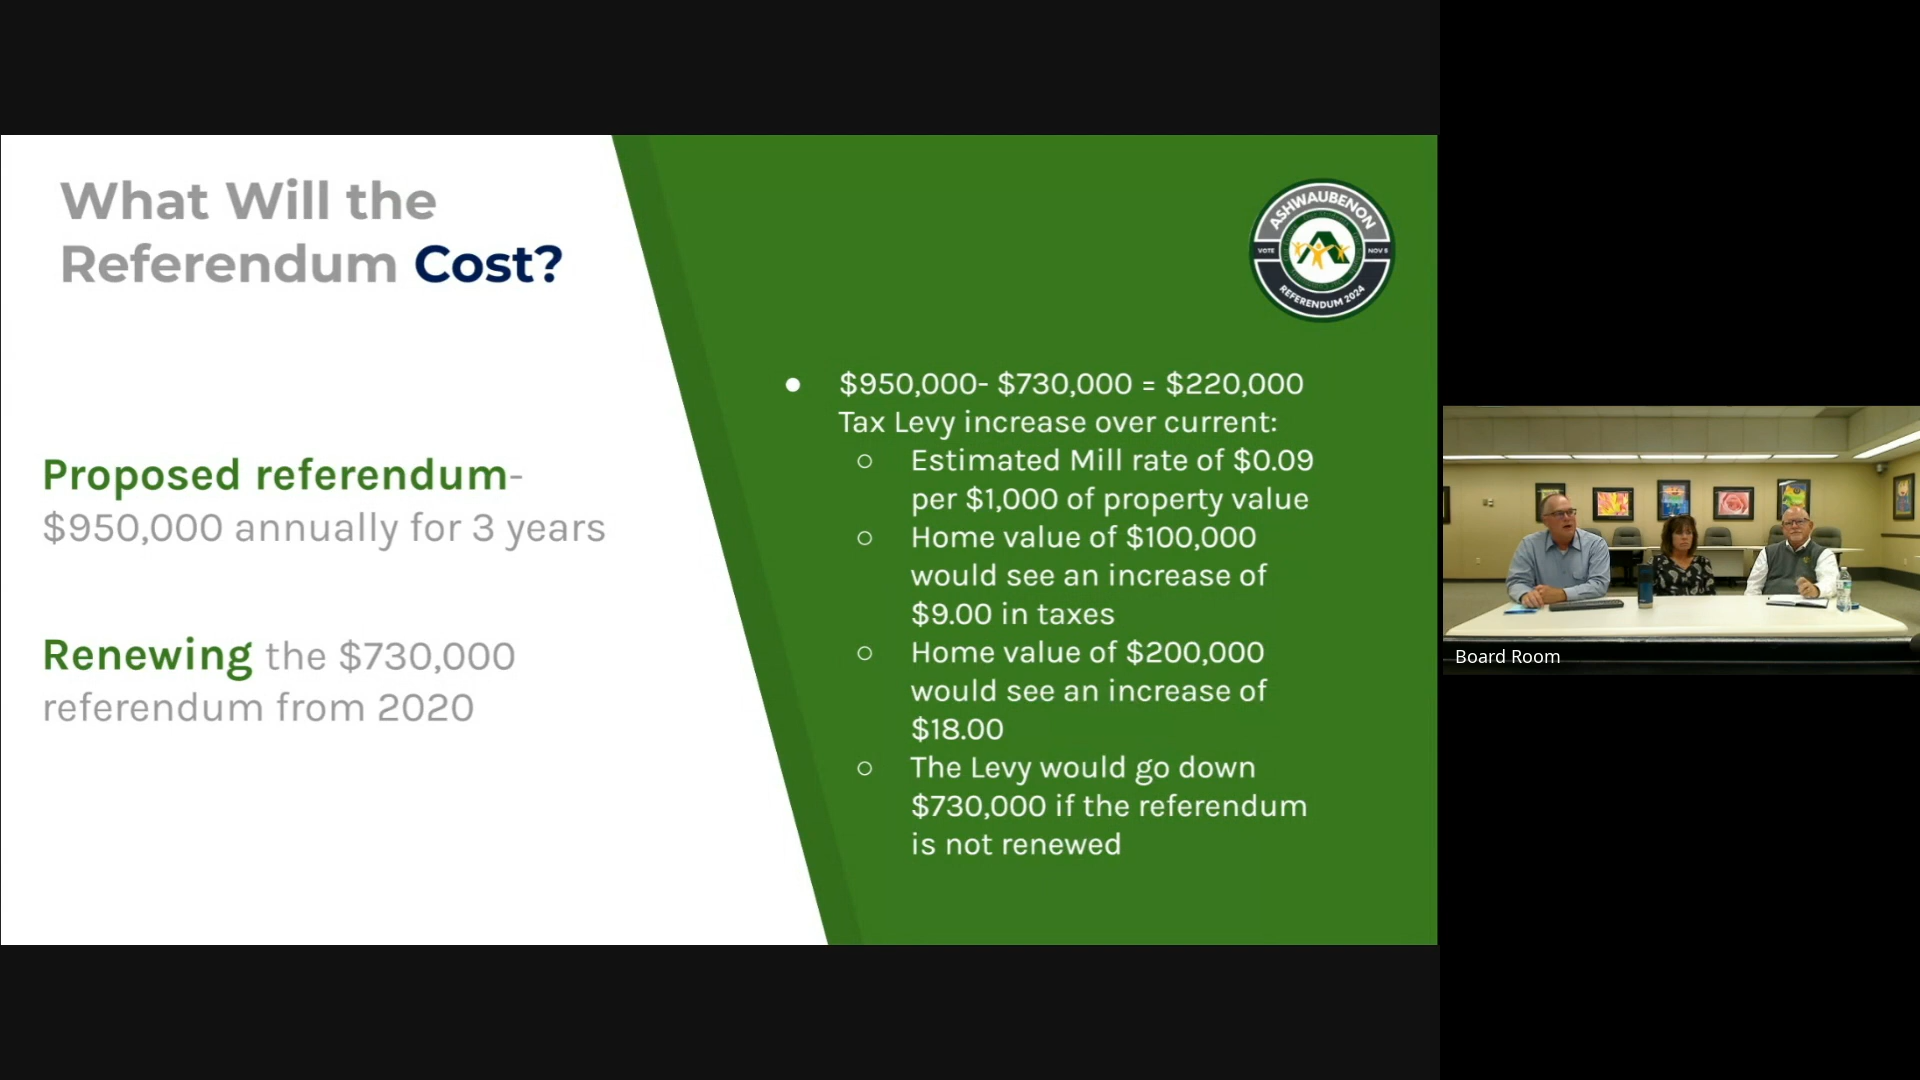 What Will the
Referendum Cost?
Proposed referendum-
$950,000 annually for 3 years
Renewing the $730,000
referendum from 2020
ASHWAUBENON
VOTE
NOV 5
REFERENDUM 2024
● $950,000- $730,000 = $220,000
Tax Levy increase over current:
○ Estimated Mill rate of $0.09
per $1,000 of property value
○ Home value of $100,000
would see an increase of
$9.00 in taxes
○ Home value of $200,000
would see an increase of
$18.00
○ The Levy would go down
$730,000 if the referendum
is not renewed
Board Room